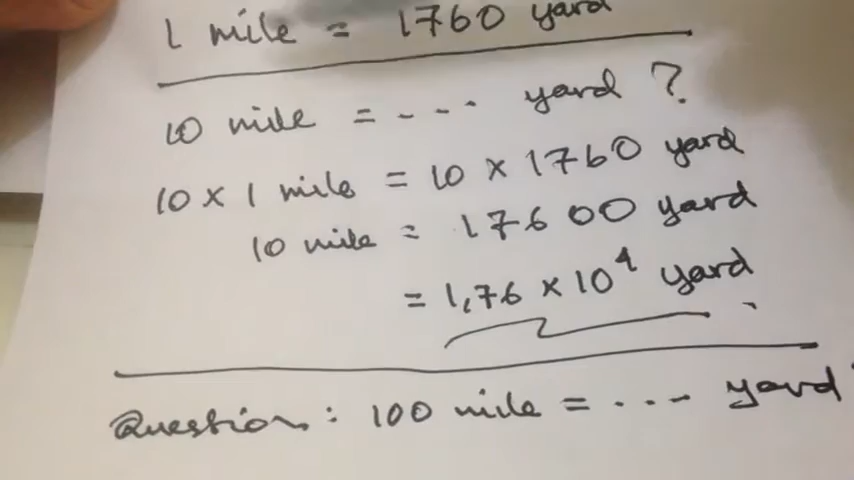 1 mile = 1760 yard
10 mile = .... yard ?
10 × 1 mile = 10 × 1760 yard
10 mile = 17600 yard
= 1,76 × 10⁴ yard.
Question: 100 mile = .... yard